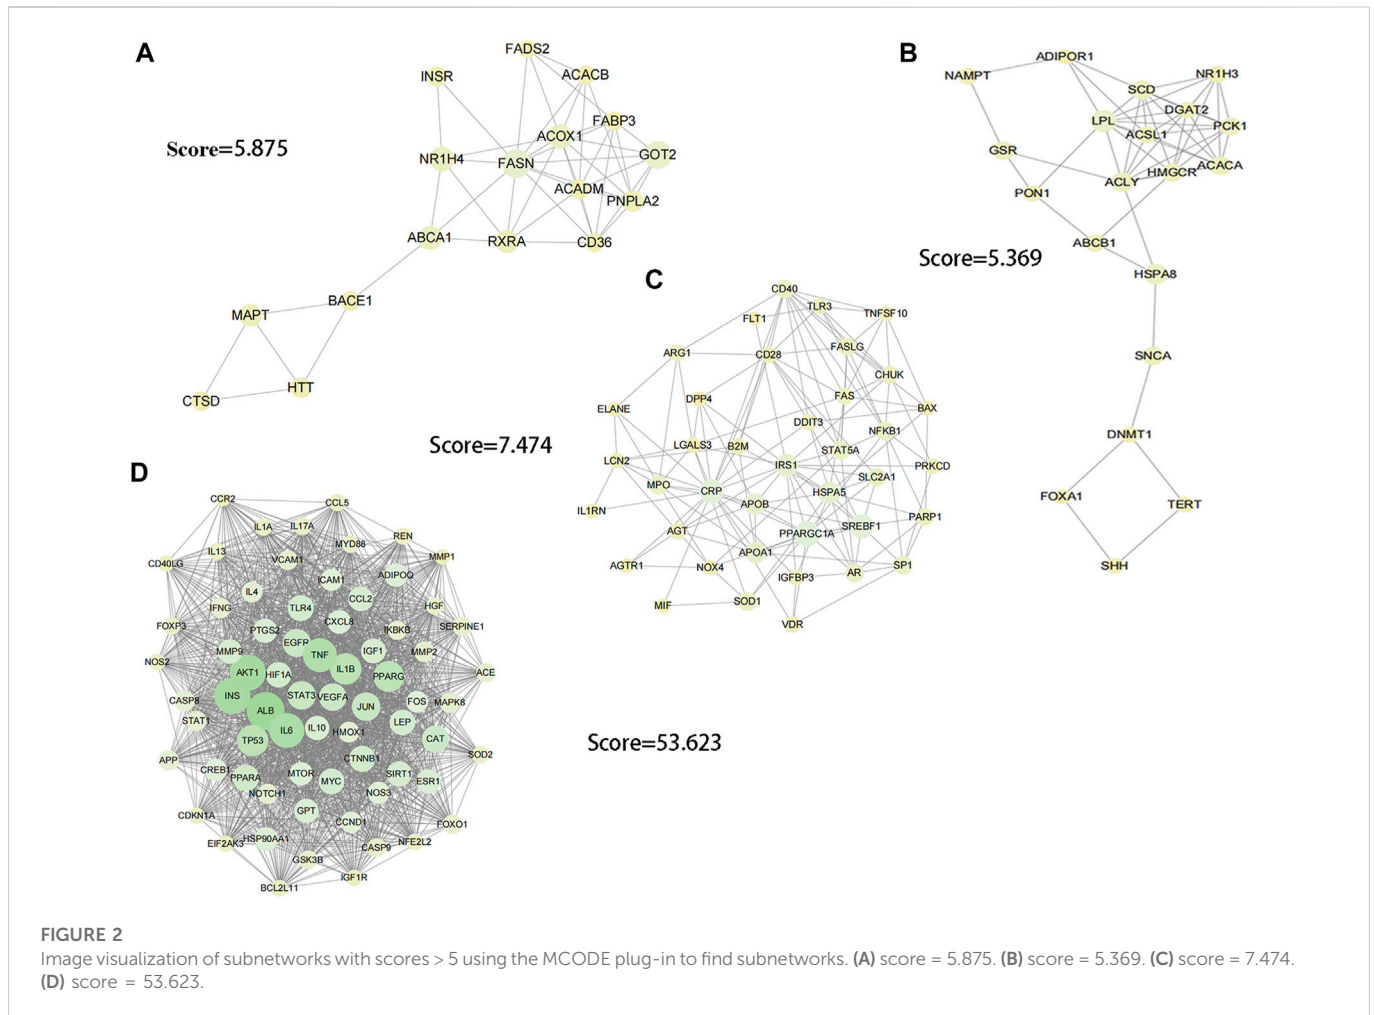 A
FADS2
INSR
ACACB
FABP3
Score=5.875
ACOX1
NR1H4
FASN
GOT2
ACADM
PNPLA2
ABCA1
RXRA
CD36
BACE1
MAPT
HTT
CTSD
B
ADIPOR1
NAMPT
NR1H3
SCD
DGAT2
LPL
ACSL1
PCK1
GSR
HMGCR
ACACA
ACLY
PON1
ABCB1
Score=5.369
HSPA8
SNCA
DNMT1
FOXA1
TERT
SHH
C
CD40
TLR3
FLT1
TNFSF10
ARG1
CD28
FASLG
CHUK
DPP4
FAS
ELANE
BAX
DDIT3
NFKB1
Score=7.474
LGALS3
B2M
STAT5A
LCN2
IRS1
PRKCD
MPO
CRP
SLC2A1
HSPA5
IL1RN
APOB
PARP1
AGT
PPARGC1A
SREBF1
APOA1
AGTR1
NOX4
IGFBP3
AR
SP1
MIF
SOD1
VDR
D
CCR2
CCL5
IL1A
IL17A
REN
IL13
VCAM1
MYD88
MMP1
CD40LG
ICAM1
ADIPOQ
IL4
CCL2
IFNG
TLR4
HGF
FOXP3
PTGS2
CXCL8
IKBKB
SERPINE1
EGFR
MMP9
TNF
IGF1
MMP2
NOS2
AKT1
HIF1A
IL1B
PPARG
ACE
INS
STAT3
VEGFA
CASP8
FOS
MAPK8
ALB
JUN
STAT1
IL6
IL10
HMOX1
LEP
TP53
CAT
APP
CTNNB1
SOD2
CREB1
PPARA
MTOR
MYC
SIRT1
ESR1
NOTCH1
NOS3
GPT
CDKN1A
CCND1
FOXO1
EIF2AK3
HSP90AA1
CASP9
NFE2L2
GSK3B
BCL2L11
IGF1R
Score=53.623
FIGURE 2
Image visualization of subnetworks with scores > 5 using the MCODE plug-in to find subnetworks. (A) score = 5.875. (B) score = 5.369. (C) score = 7.474.
(D) score = 53.623.